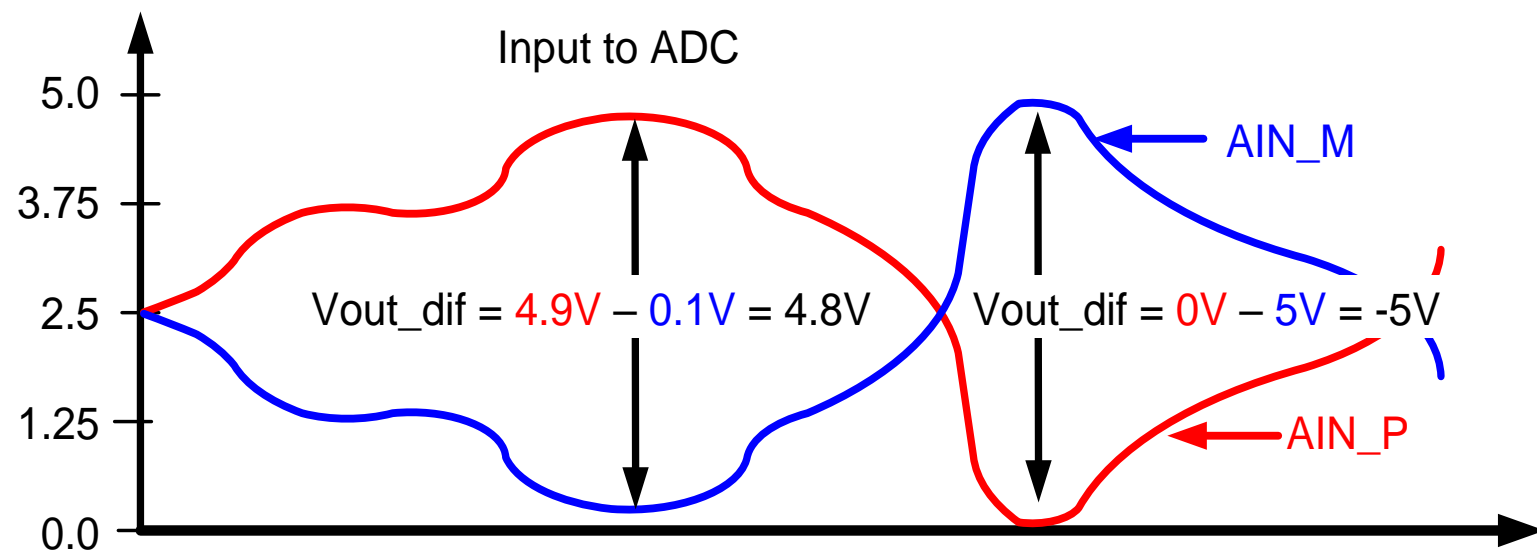 Input to ADC
5.0
AIN_M
3.75
2.5
Vout_dif = 4.9V – 0.1V = 4.8V
Vout_dif = 0V – 5V = -5V
1.25
AIN_P
0.0